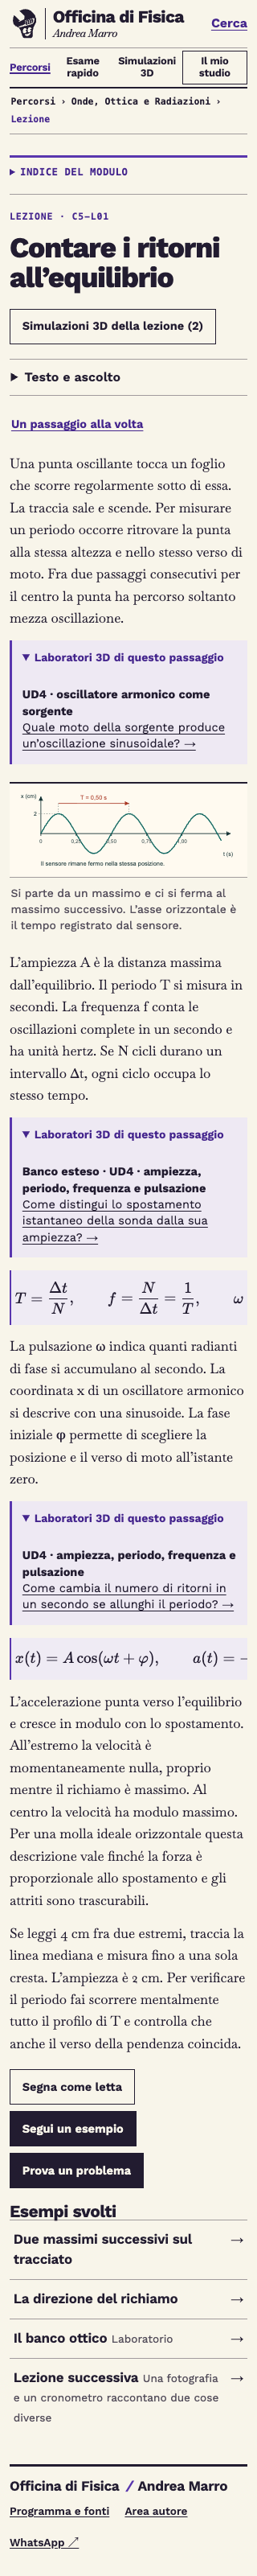 Officina di Fisica
Andrea Marro
Cerca
Percorsi
Esame rapido
Simulazioni 3D
Il mio studio
Percorsi › Onde, Ottica e Radiazioni ›
Lezione
▶ INDICE DEL MODULO
LEZIONE · C5–L01
Contare i ritorni
all’equilibrio
Simulazioni 3D della lezione (2)
▶ Testo e ascolto
Un passaggio alla volta
Una punta oscillante tocca un foglio
che scorre regolarmente sotto di essa.
La traccia sale e scende. Per misurare
un periodo occorre ritrovare la punta
alla stessa altezza e nello stesso verso di
moto. Fra due passaggi consecutivi per
il centro la punta ha percorso soltanto
mezza oscillazione.
▼ Laboratori 3D di questo passaggio
UD4 · oscillatore armonico come
sorgente
Quale moto della sorgente produce
un’oscillazione sinusoidale? →
x (cm)
T = 0,50 s
2
0
0,50
1,00
t (s)
Il sensore rimane fermo nella stessa posizione.
Si parte da un massimo e ci si ferma al
massimo successivo. L’asse orizzontale è
il tempo registrato dal sensore.
L’ampiezza A è la distanza massima
dall’equilibrio. Il periodo T si misura in
secondi. La frequenza f conta le
oscillazioni complete in un secondo e
ha unità hertz. Se N cicli durano un
intervallo Δt, ogni ciclo occupa lo
stesso tempo.
▼ Laboratori 3D di questo passaggio
Banco esteso · UD4 · ampiezza,
periodo, frequenza e pulsazione
Come distingui lo spostamento
istantaneo della sonda dalla sua
ampiezza? →
T = Δt/N, f = N/Δt = 1/T, ω
La pulsazione ω indica quanti radianti
di fase si accumulano al secondo. La
coordinata x di un oscillatore armonico
si descrive con una sinusoide. La fase
iniziale φ permette di scegliere la
posizione e il verso di moto all’istante
zero.
▼ Laboratori 3D di questo passaggio
UD4 · ampiezza, periodo, frequenza e
pulsazione
Come cambia il numero di ritorni in
un secondo se allunghi il periodo? →
x(t) = A cos(ωt + φ), a(t) = −
L’accelerazione punta verso l’equilibrio
e cresce in modulo con lo spostamento.
All’estremo la velocità è
momentaneamente nulla, proprio
mentre il richiamo è massimo. Al
centro la velocità ha modulo massimo.
Per una molla ideale orizzontale questa
descrizione vale finché la forza è
proporzionale allo spostamento e gli
attriti sono trascurabili.
Se leggi 4 cm fra due estremi, traccia la
linea mediana e misura fino a una sola
cresta. L’ampiezza è 2 cm. Per verificare
il periodo fai scorrere mentalmente
tutto il profilo di T e controlla che
anche il verso della pendenza coincida.
Segna come letta
Segui un esempio
Prova un problema
Esempi svolti
Due massimi successivi sul
tracciato →
La direzione del richiamo →
Il banco ottico Laboratorio →
Lezione successiva Una fotografia →
e un cronometro raccontano due cose
diverse
Officina di Fisica / Andrea Marro
Programma e fonti
Area autore
WhatsApp ↗